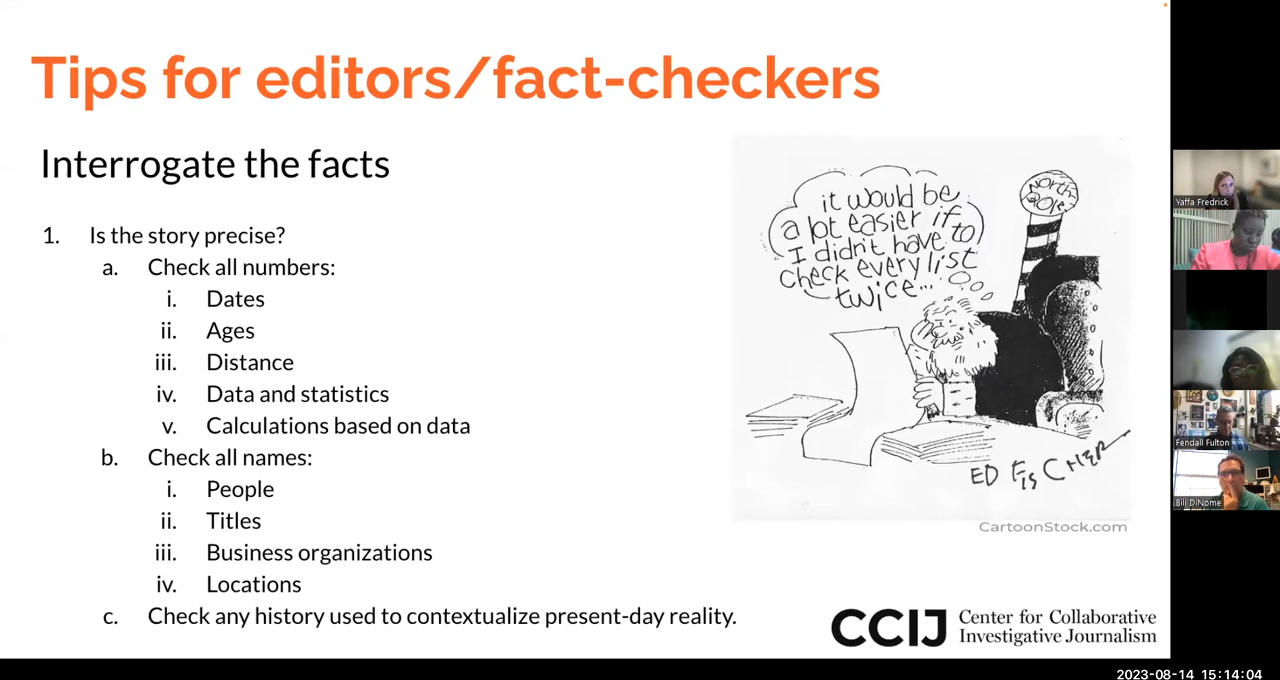 Tips for editors/fact-checkers
Interrogate the facts
1. Is the story precise?
a. Check all numbers:
i. Dates
ii. Ages
iii. Distance
iv. Data and statistics
v. Calculations based on data
b. Check all names:
i. People
ii. Titles
iii. Business organizations
iv. Locations
c. Check any history used to contextualize present-day reality.
it would be
a lot easier if
I didn't have to
check every list
twice...
North
Pole
ED FISCHER
CartoonStock.com
CCIJ
Center for Collaborative
Investigative Journalism
Yaffa Fredrick
Fendall Fulton
Bill DiNome
2023-08-14 15:14:04